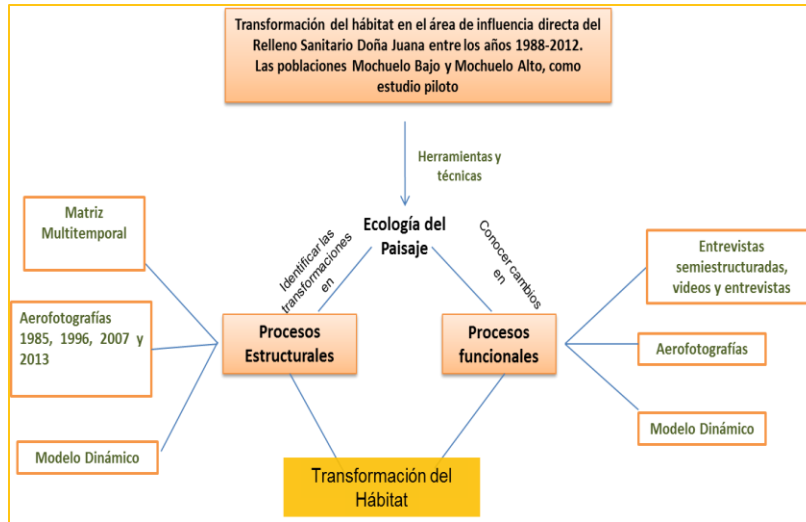 Transformación del hábitat en el área de influencia directa del
Relleno Sanitario Doña Juana entre los años 1988-2012.
Las poblaciones Mochuelo Bajo y Mochuelo Alto, como
estudio piloto
Herramientas y
técnicas
Ecología del
Paisaje
Identificar las
transformaciones
en
Conocer cambios
en
Matriz
Multitemporal
Aerofotografías
1985, 1996, 2007 y
2013
Modelo Dinámico
Procesos
Estructurales
Procesos
funcionales
Entrevistas
semiestructuradas,
videos y entrevistas
Aerofotografías
Modelo Dinámico
Transformación del
Hábitat